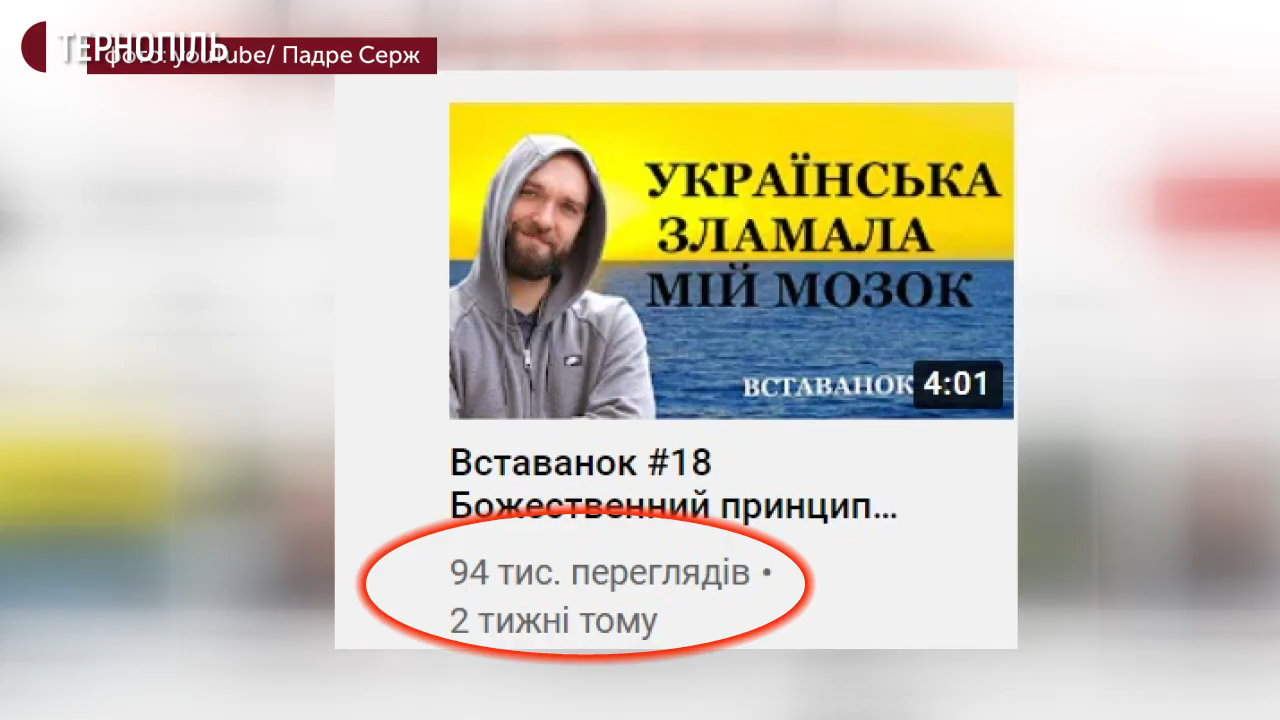 ТЕРНОПІЛЬ
фото: youtube/ Падре Серж
УКРАЇНСЬКА
ЗЛАМАЛА
МІЙ МОЗОК
ВСТАВАНОК
4:01
Вставанок #18
Божественний принцип...
94 тис. переглядів •
2 тижні тому